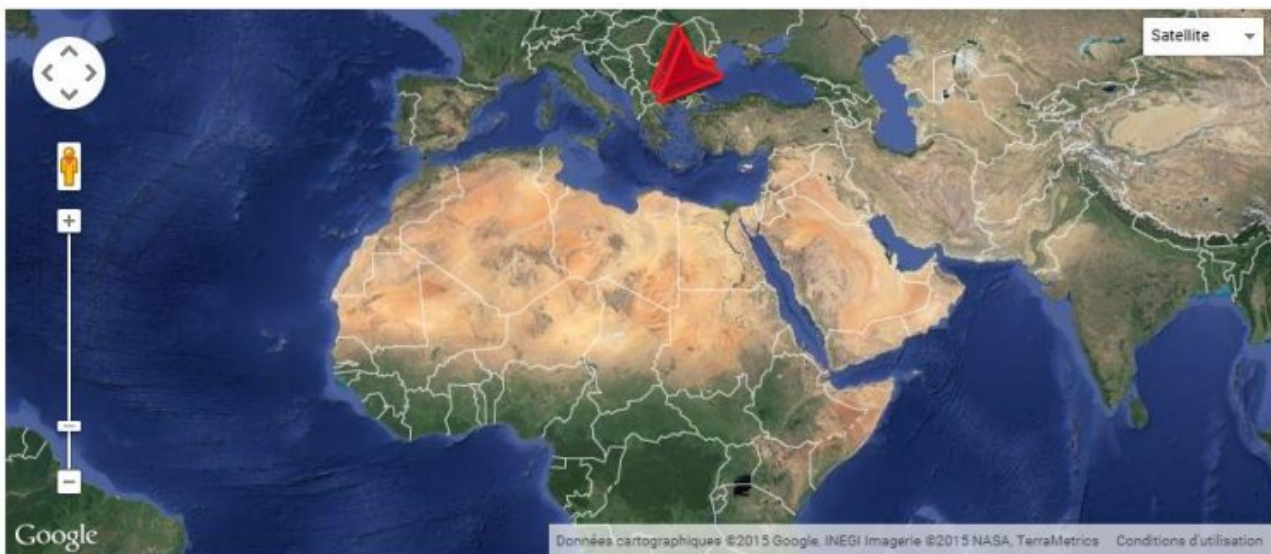 Satellite
Google
Données cartographiques ©2015 Google, INEGI Imagerie ©2015 NASA, TerraMetrics Conditions d'utilisation